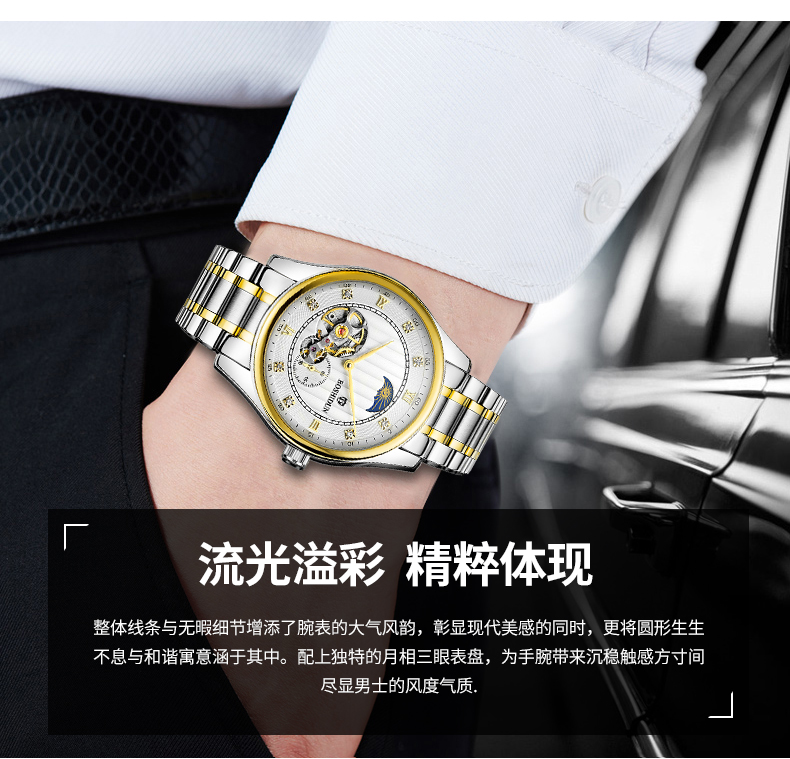 BOSHIDUN
流光溢彩 精粹体现
整体线条与无暇细节增添了腕表的大气风韵，彰显现代美感的同时，更将圆形生生
不息与和谐寓意涵于其中。配上独特的月相三眼表盘，为手腕带来沉稳触感方寸间
尽显男士的风度气质.